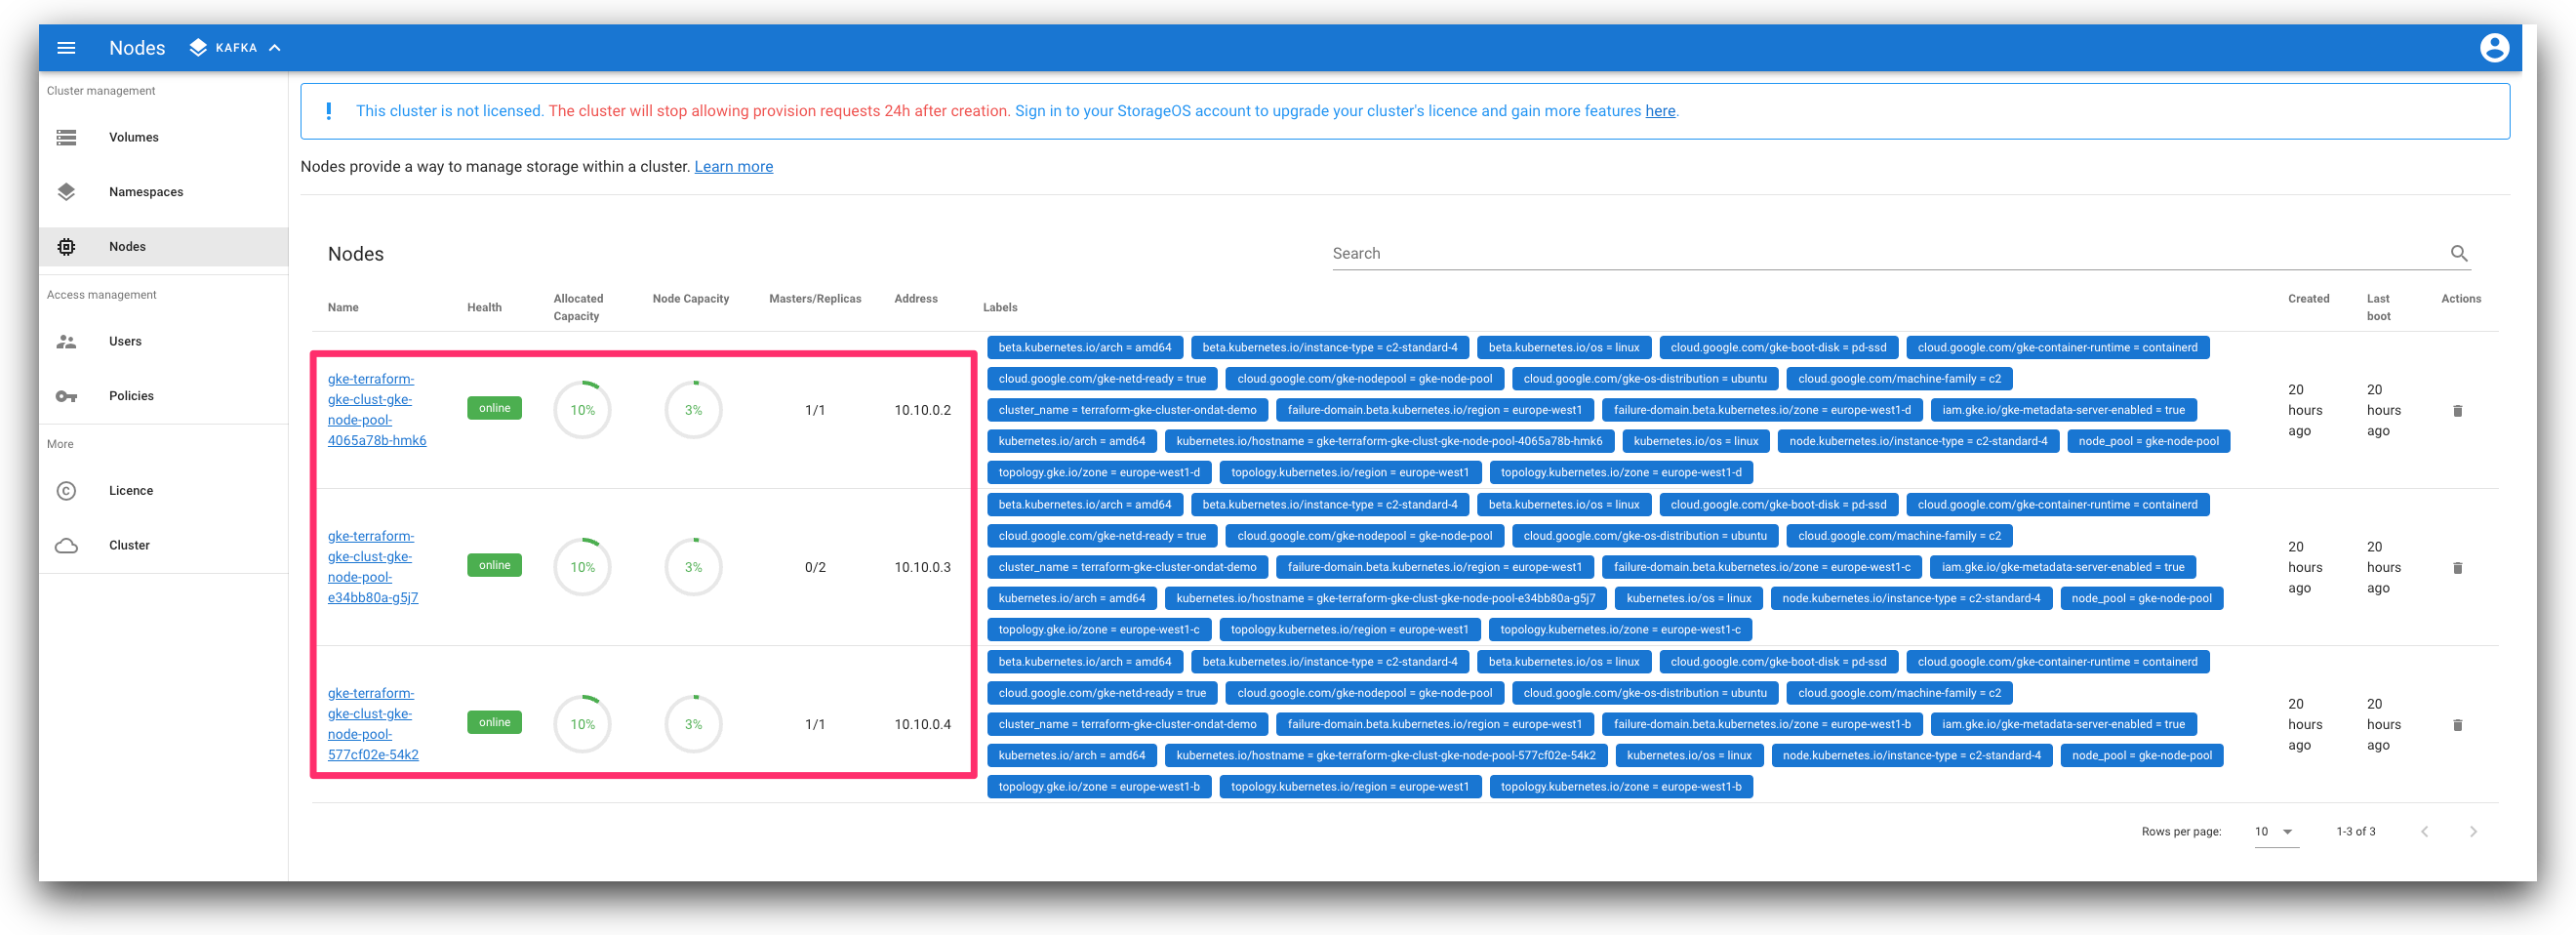 Nodes KAFKA
Cluster management
Volumes
Namespaces
Nodes
Access management
Users
Policies
More
Licence
Cluster
! This cluster is not licensed. The cluster will stop allowing provision requests 24h after creation. Sign in to your StorageOS account to upgrade your cluster's licence and gain more features here.
Nodes provide a way to manage storage within a cluster. Learn more
Nodes
Search
Name Health Allocated Capacity Node Capacity Masters/Replicas Address Labels Created Last boot Actions
gke-terraform-
gke-clust-gke-
node-pool-
4065a78b-hmk6
online 10% 3% 1/1 10.10.0.2
beta.kubernetes.io/arch = amd64 beta.kubernetes.io/instance-type = c2-standard-4 beta.kubernetes.io/os = linux cloud.google.com/gke-boot-disk = pd-ssd cloud.google.com/gke-container-runtime = containerd
cloud.google.com/gke-netd-ready = true cloud.google.com/gke-nodepool = gke-node-pool cloud.google.com/gke-os-distribution = ubuntu cloud.google.com/machine-family = c2
cluster_name = terraform-gke-cluster-ondat-demo failure-domain.beta.kubernetes.io/region = europe-west1 failure-domain.beta.kubernetes.io/zone = europe-west1-d iam.gke.io/gke-metadata-server-enabled = true
kubernetes.io/arch = amd64 kubernetes.io/hostname = gke-terraform-gke-clust-gke-node-pool-4065a78b-hmk6 kubernetes.io/os = linux node.kubernetes.io/instance-type = c2-standard-4 node_pool = gke-node-pool
topology.gke.io/zone = europe-west1-d topology.kubernetes.io/region = europe-west1 topology.kubernetes.io/zone = europe-west1-d
20 hours ago
20 hours ago
gke-terraform-
gke-clust-gke-
node-pool-
e34bb80a-g5j7
online 10% 3% 0/2 10.10.0.3
beta.kubernetes.io/arch = amd64 beta.kubernetes.io/instance-type = c2-standard-4 beta.kubernetes.io/os = linux cloud.google.com/gke-boot-disk = pd-ssd cloud.google.com/gke-container-runtime = containerd
cloud.google.com/gke-netd-ready = true cloud.google.com/gke-nodepool = gke-node-pool cloud.google.com/gke-os-distribution = ubuntu cloud.google.com/machine-family = c2
cluster_name = terraform-gke-cluster-ondat-demo failure-domain.beta.kubernetes.io/region = europe-west1 failure-domain.beta.kubernetes.io/zone = europe-west1-c iam.gke.io/gke-metadata-server-enabled = true
kubernetes.io/arch = amd64 kubernetes.io/hostname = gke-terraform-gke-clust-gke-node-pool-e34bb80a-g5j7 kubernetes.io/os = linux node.kubernetes.io/instance-type = c2-standard-4 node_pool = gke-node-pool
topology.gke.io/zone = europe-west1-c topology.kubernetes.io/region = europe-west1 topology.kubernetes.io/zone = europe-west1-c
20 hours ago
20 hours ago
gke-terraform-
gke-clust-gke-
node-pool-
577cf02e-54k2
online 10% 3% 1/1 10.10.0.4
beta.kubernetes.io/arch = amd64 beta.kubernetes.io/instance-type = c2-standard-4 beta.kubernetes.io/os = linux cloud.google.com/gke-boot-disk = pd-ssd cloud.google.com/gke-container-runtime = containerd
cloud.google.com/gke-netd-ready = true cloud.google.com/gke-nodepool = gke-node-pool cloud.google.com/gke-os-distribution = ubuntu cloud.google.com/machine-family = c2
cluster_name = terraform-gke-cluster-ondat-demo failure-domain.beta.kubernetes.io/region = europe-west1 failure-domain.beta.kubernetes.io/zone = europe-west1-b iam.gke.io/gke-metadata-server-enabled = true
kubernetes.io/arch = amd64 kubernetes.io/hostname = gke-terraform-gke-clust-gke-node-pool-577cf02e-54k2 kubernetes.io/os = linux node.kubernetes.io/instance-type = c2-standard-4 node_pool = gke-node-pool
topology.gke.io/zone = europe-west1-b topology.kubernetes.io/region = europe-west1 topology.kubernetes.io/zone = europe-west1-b
20 hours ago
20 hours ago
Rows per page: 10 1-3 of 3